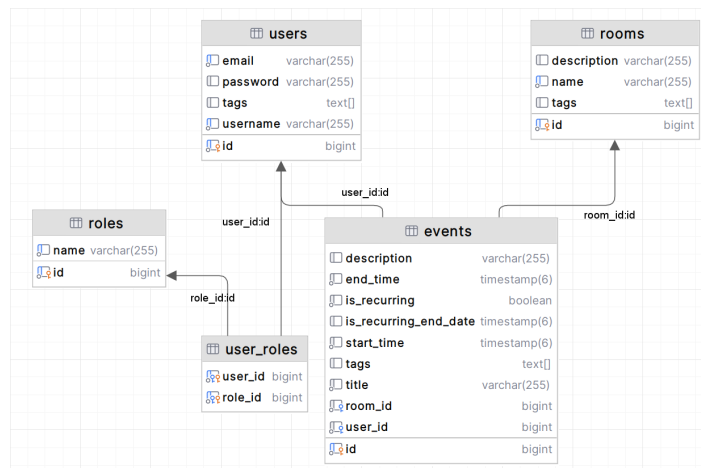 users
email varchar(255)
password varchar(255)
tags text[]
username varchar(255)
id bigint
rooms
description varchar(255)
name varchar(255)
tags text[]
id bigint
user_id:id
room_id:id
user_id:id
roles
name varchar(255)
id bigint
role_id:id
user_roles
user_id bigint
role_id bigint
events
description varchar(255)
end_time timestamp(6)
is_recurring boolean
is_recurring_end_date timestamp(6)
start_time timestamp(6)
tags text[]
title varchar(255)
room_id bigint
user_id bigint
id bigint